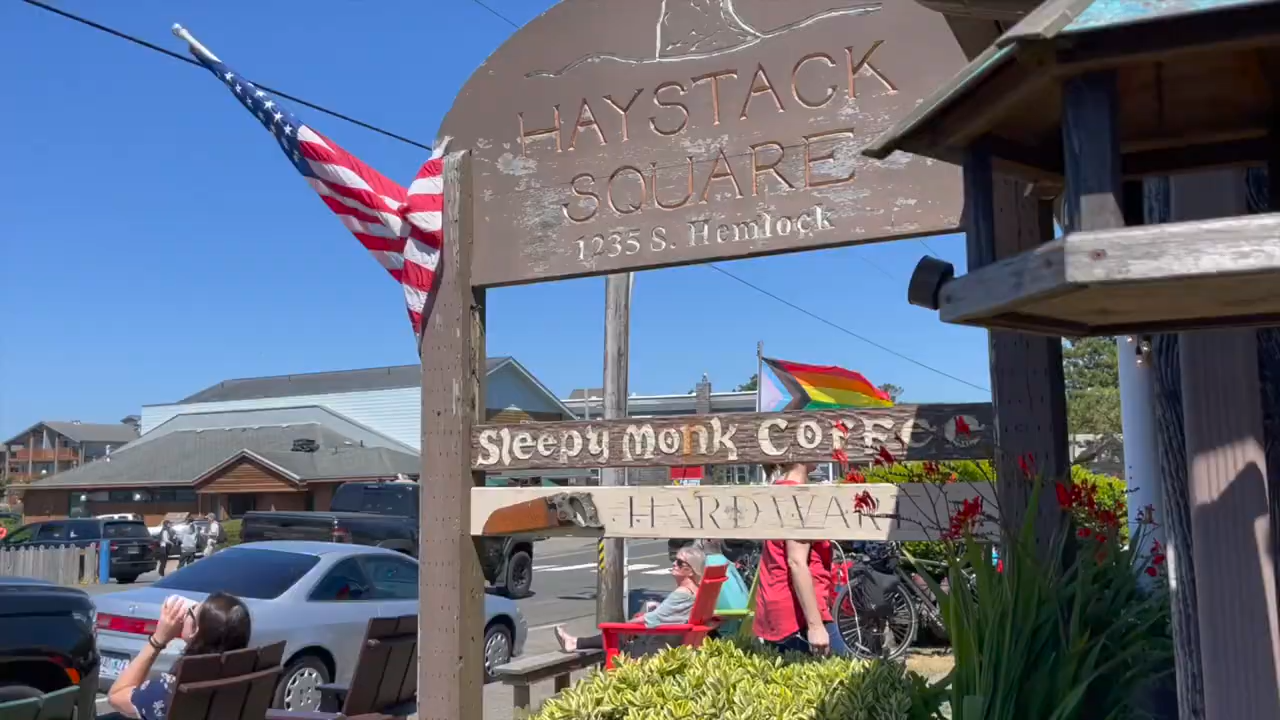 HAYSTACK
SQUARE
1235 S. Hemlock
Sleepy Monk COFFEE
HARDWARE